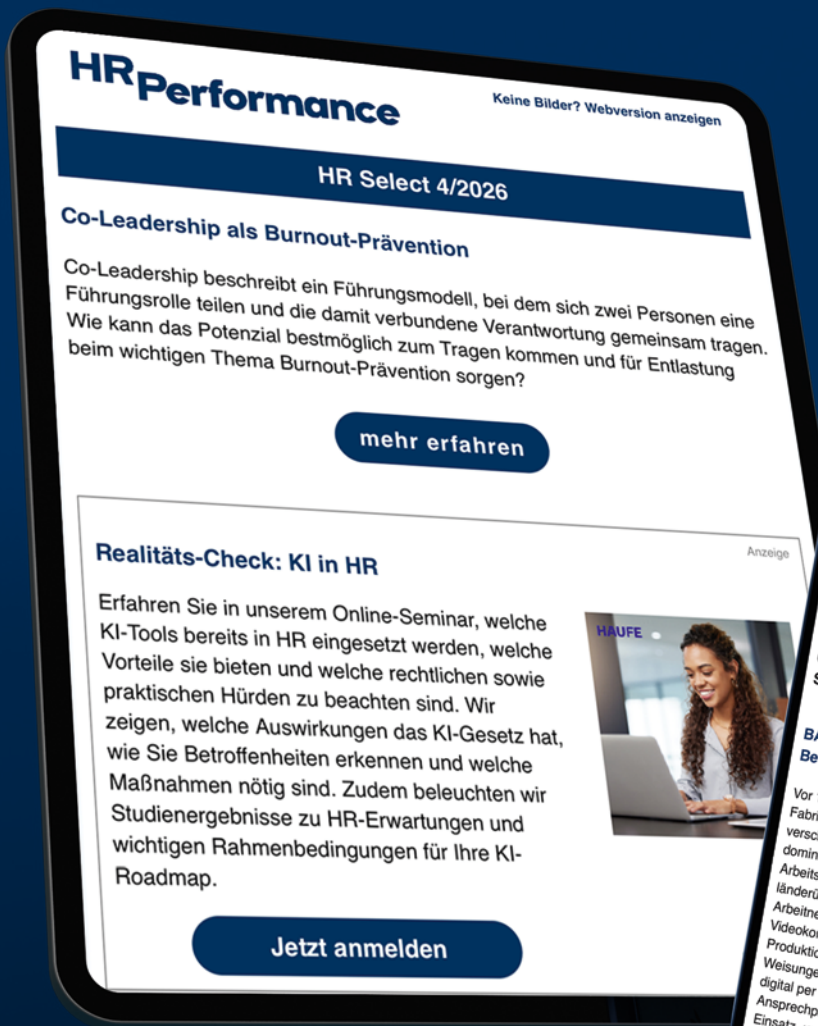 HRPerformance
Keine Bilder? Webversion anzeigen
HR Select 4/2026
Co-Leadership als Burnout-Prävention
Co-Leadership beschreibt ein Führungsmodell, bei dem sich zwei Personen eine
Führungsrolle teilen und die damit verbundene Verantwortung gemeinsam tragen.
Wie kann das Potenzial bestmöglich zum Tragen kommen und für Entlastung
beim wichtigen Thema Burnout-Prävention sorgen?
mehr erfahren
Anzeige
Realitäts-Check: KI in HR
Erfahren Sie in unserem Online-Seminar, welche
KI-Tools bereits in HR eingesetzt werden, welche
Vorteile sie bieten und welche rechtlichen sowie
praktischen Hürden zu beachten sind. Wir
zeigen, welche Auswirkungen das KI-Gesetz hat,
wie Sie Betroffenheiten erkennen und welche
Maßnahmen nötig sind. Zudem beleuchten wir
Studienergebnisse zu HR-Erwartungen und
wichtigen Rahmenbedingungen für Ihre KI-
Roadmap.
HAUFE
Jetzt anmelden
Vor
digital per